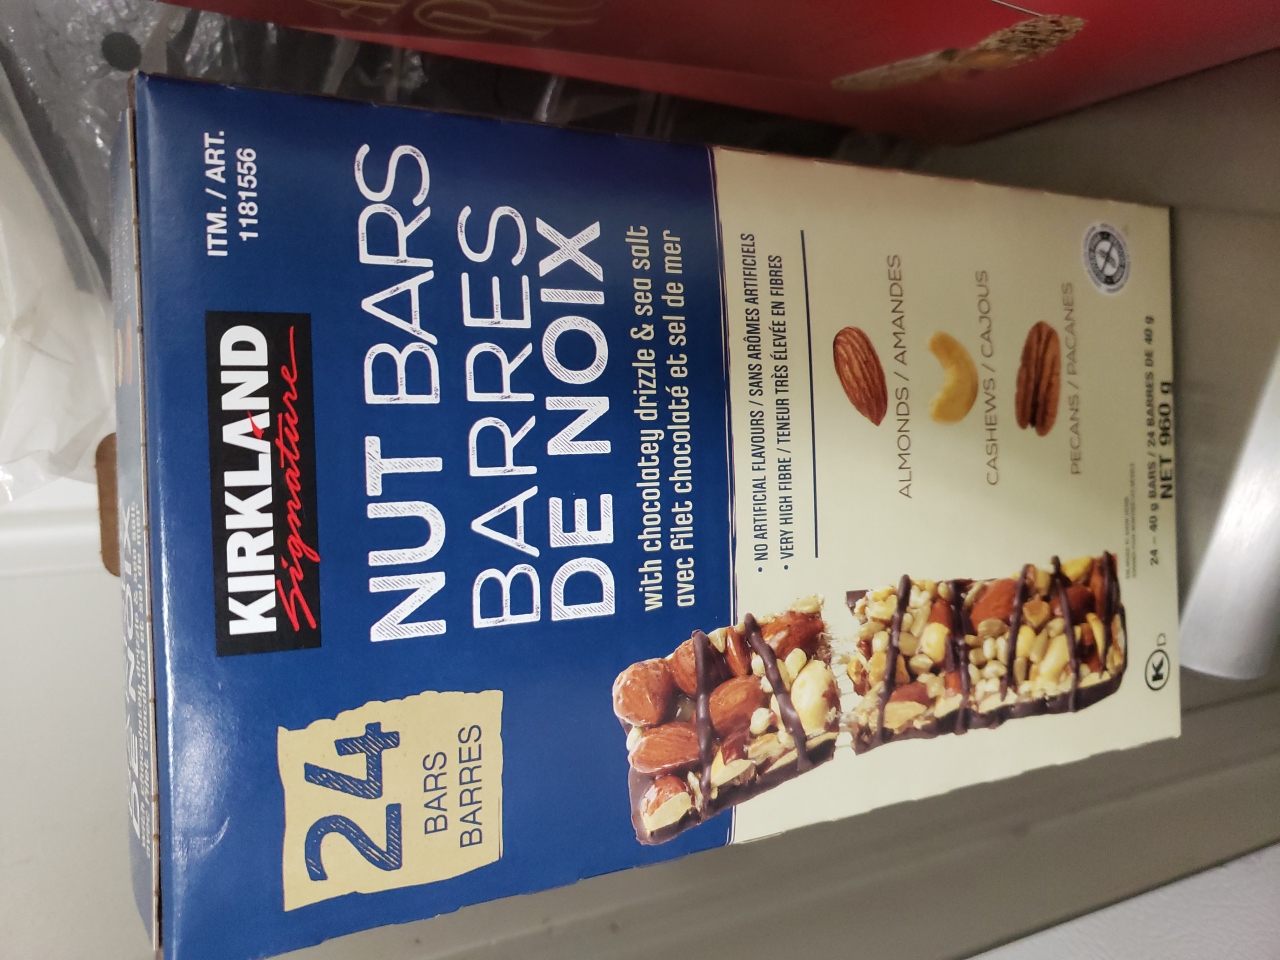 ITM. / ART.
1181556
KIRKLAND
Signature
24
BARS
BARRES
NUT BARS
BARRES
DE NOIX
with chocolatey drizzle & sea salt
avec filet chocolaté et sel de mer
• NO ARTIFICIAL FLAVOURS / SANS ARÔMES ARTIFICIELS
• VERY HIGH FIBRE / TENEUR TRÈS ÉLEVÉE EN FIBRES
ALMONDS / AMANDES
CASHEWS / CAJOUS
PECANS / PACANES
K D
24 – 40 g BARS / 24 BARRES DE 40 g
NET 960 g